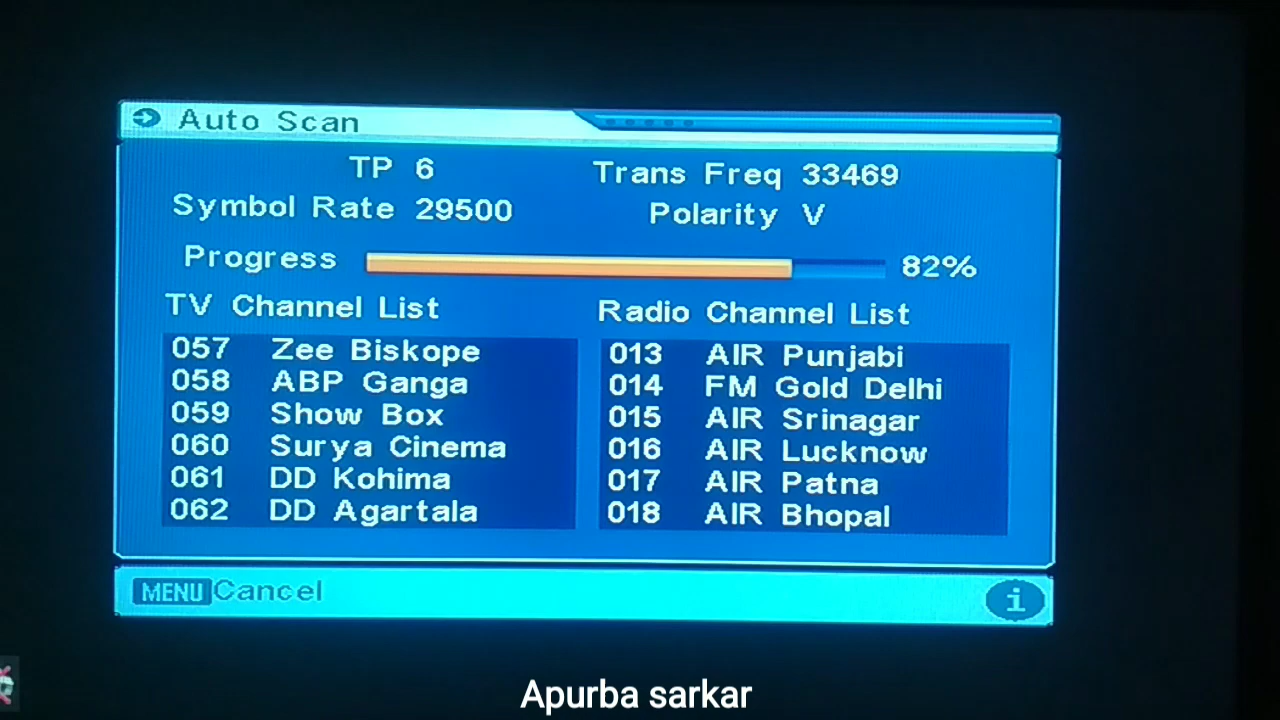 Auto Scan
TP 6 Trans Freq 33469
Symbol Rate 29500 Polarity V
Progress 82%
TV Channel List Radio Channel List
057 Zee Biskope 013 AIR Punjabi
058 ABP Ganga 014 FM Gold Delhi
059 Show Box 015 AIR Srinagar
060 Surya Cinema 016 AIR Lucknow
061 DD Kohima 017 AIR Patna
062 DD Agartala 018 AIR Bhopal
MENU Cancel i
Apurba sarkar